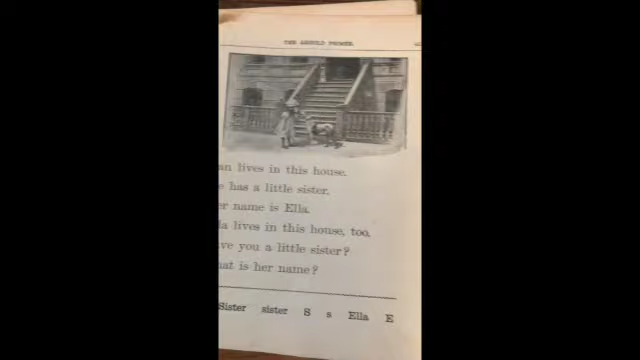 THE ARNOLD PRIMER.
an lives in this house.
e has a little sister.
er name is Ella.
la lives in this house, too.
ve you a little sister?
at is her name?
Sister sister S s Ella E